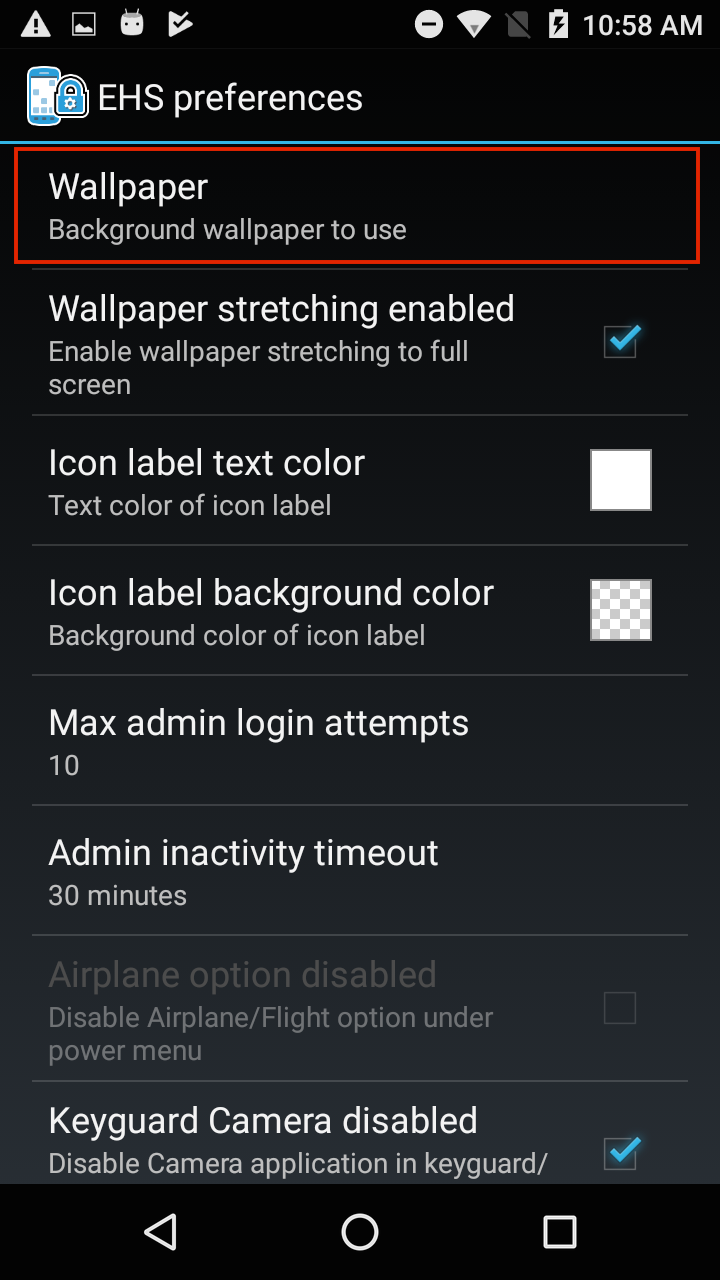 10:58 AM
EHS preferences
Wallpaper
Background wallpaper to use
Wallpaper stretching enabled
Enable wallpaper stretching to full
screen
Icon label text color
Text color of icon label
Icon label background color
Background color of icon label
Max admin login attempts
10
Admin inactivity timeout
30 minutes
Airplane option disabled
Disable Airplane/Flight option under
power menu
Keyguard Camera disabled
Disable Camera application in keyguard/